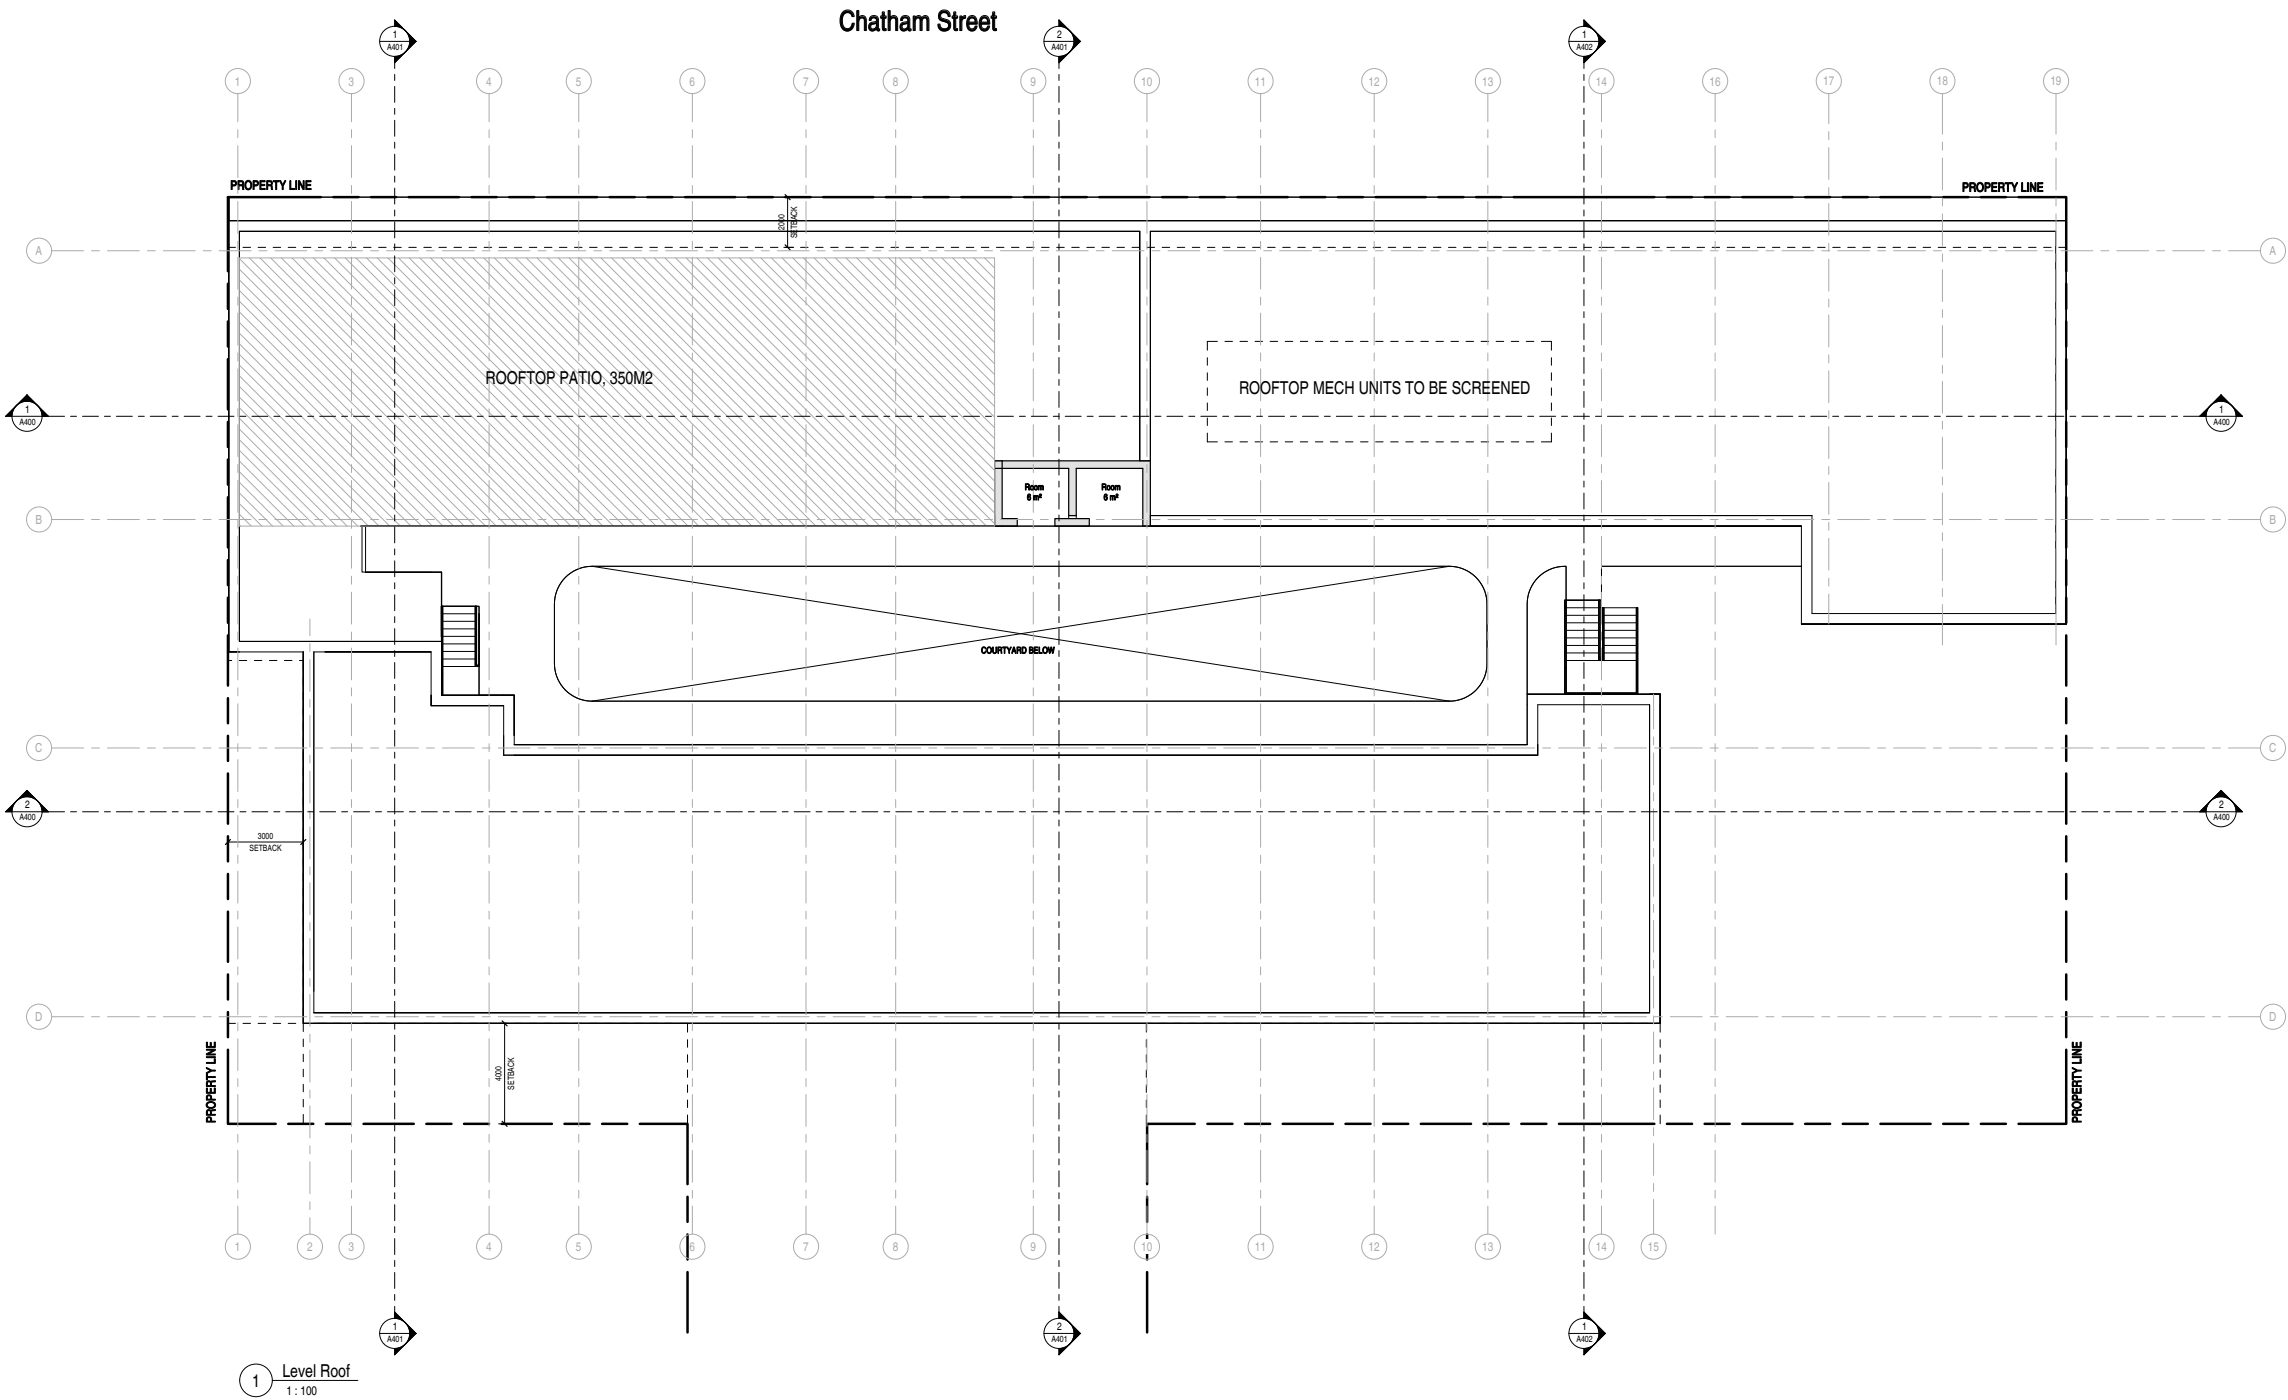 Chatham Street
1
A401
2
A401
1
A402
1
3
4
5
6
7
8
9
10
11
12
13
14
16
17
18
19
PROPERTY LINE
PROPERTY LINE
2000
SETBACK
A
A
ROOFTOP PATIO, 350M2
ROOFTOP MECH UNITS TO BE SCREENED
1
A400
1
A400
Room
6 m²
Room
6 m²
B
B
COURTYARD BELOW
C
C
2
A400
2
A400
3000
SETBACK
D
D
4000
SETBACK
PROPERTY LINE
PROPERTY LINE
1
2
3
4
5
6
7
8
9
10
11
12
13
14
15
1
A401
2
A401
1
A402
1
Level Roof
1 : 100